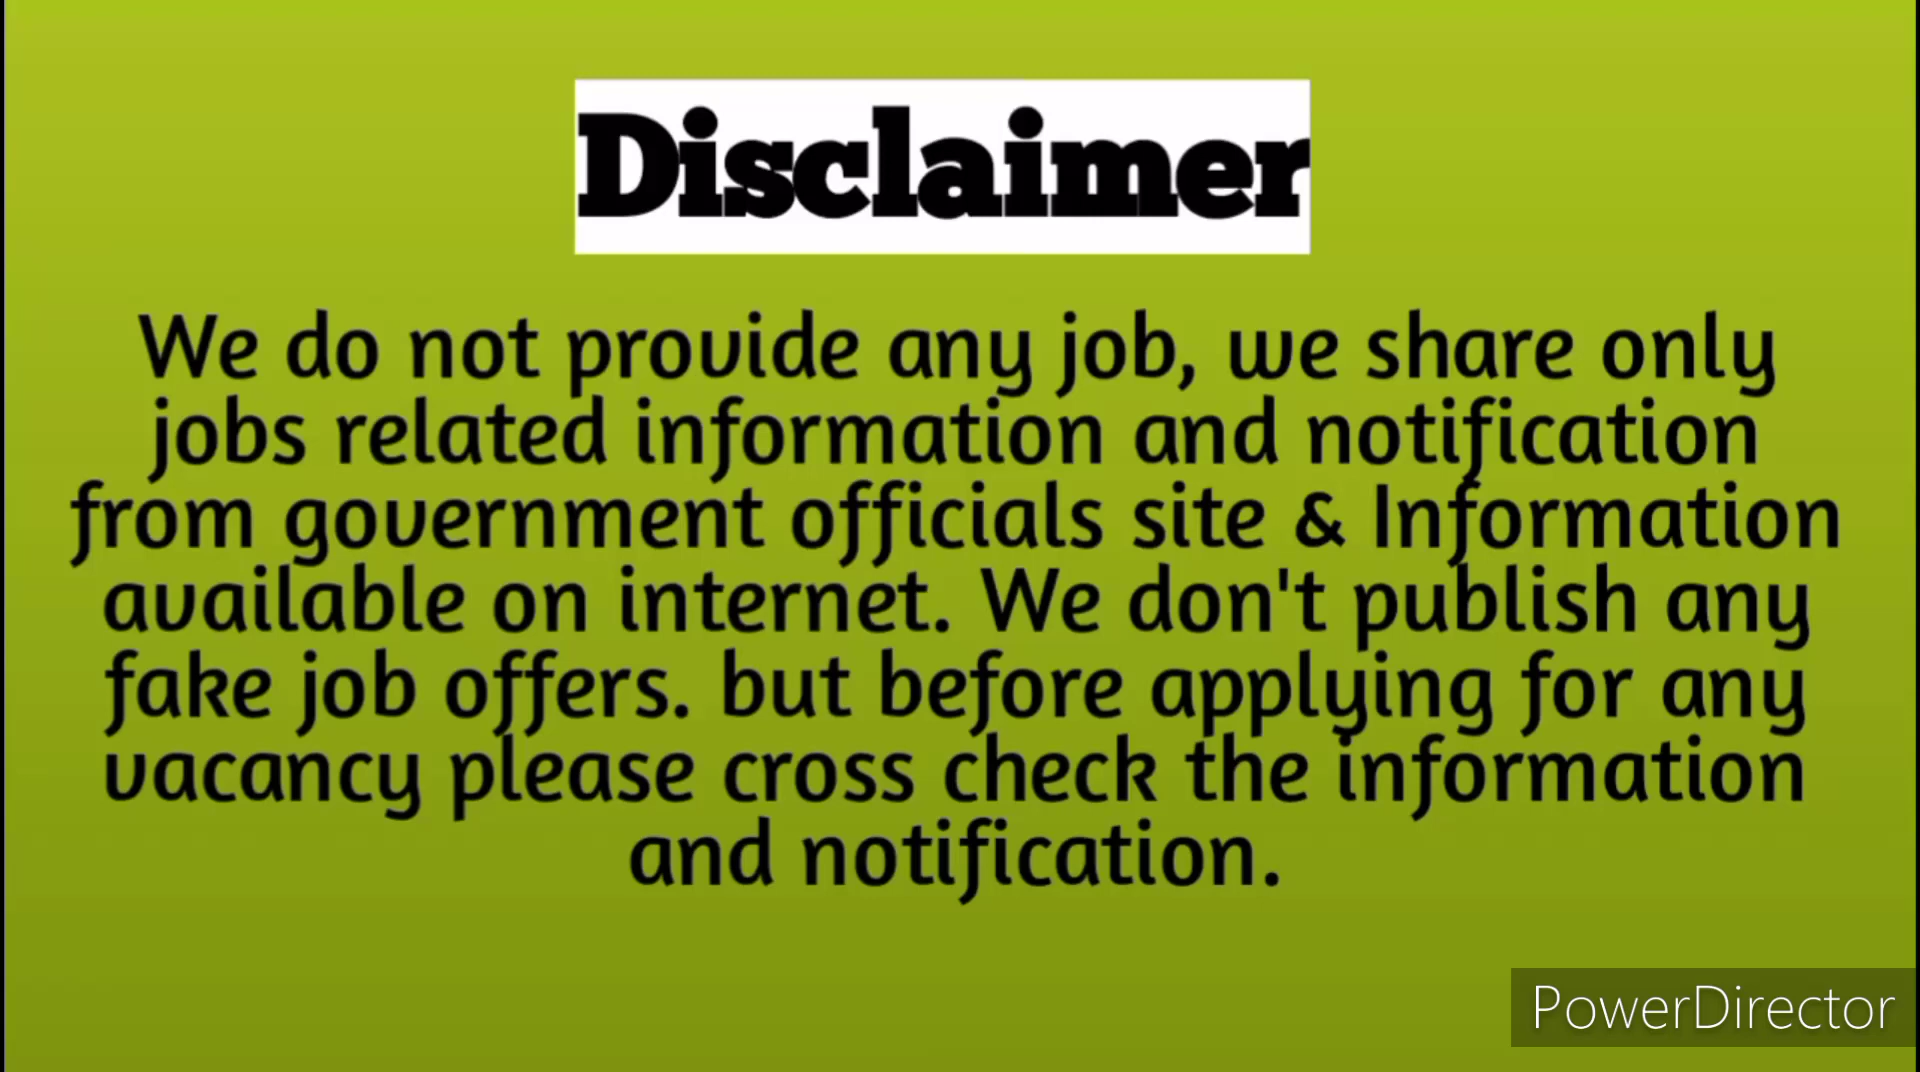 Disclaimer
We do not provide any job, we share only
jobs related information and notification
from government officials site & Information
available on internet. We don't publish any
fake job offers. but before applying for any
vacancy please cross check the information
and notification.
PowerDirector